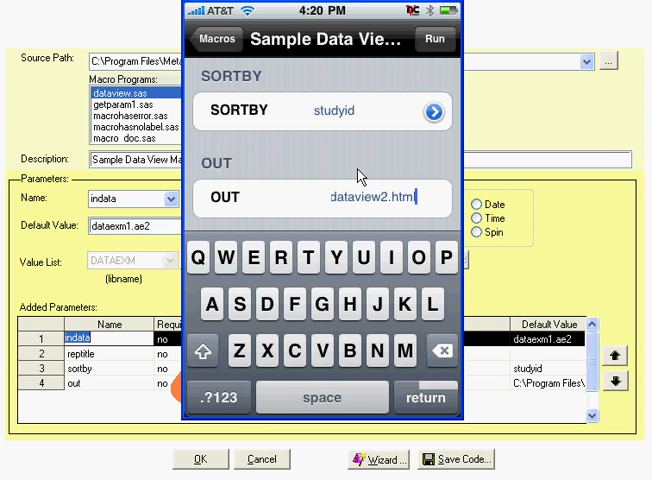 AT&T 4:20 PM
Macros Sample Data Vie... Run
SORTBY
SORTBY studyid
OUT
OUT dataview2.html
Q W E R T Y U I O P
A S D F G H J K L
Z X C V B N M
.?123 space return
Source Path: C:\Program Files\Meta ...
Macro Programs:
dataview.sas
getparam1.sas
macrohaserror.sas
macrohasnolabel.sas
macro_doc.sas
Description: Sample Data View Ma
Parameters:
Name: indata
Date
Default Value: dataexm1.ae2
Time
Spin
Value List: DATAEXM
(libname)
Added Parameters:
Name Requi Default Value
1 indata no dataexm1.ae2
2 reptitle no
3 sortby no studyid
4 out no C:\Program Files\
OK Cancel Wizard ... Save Code...